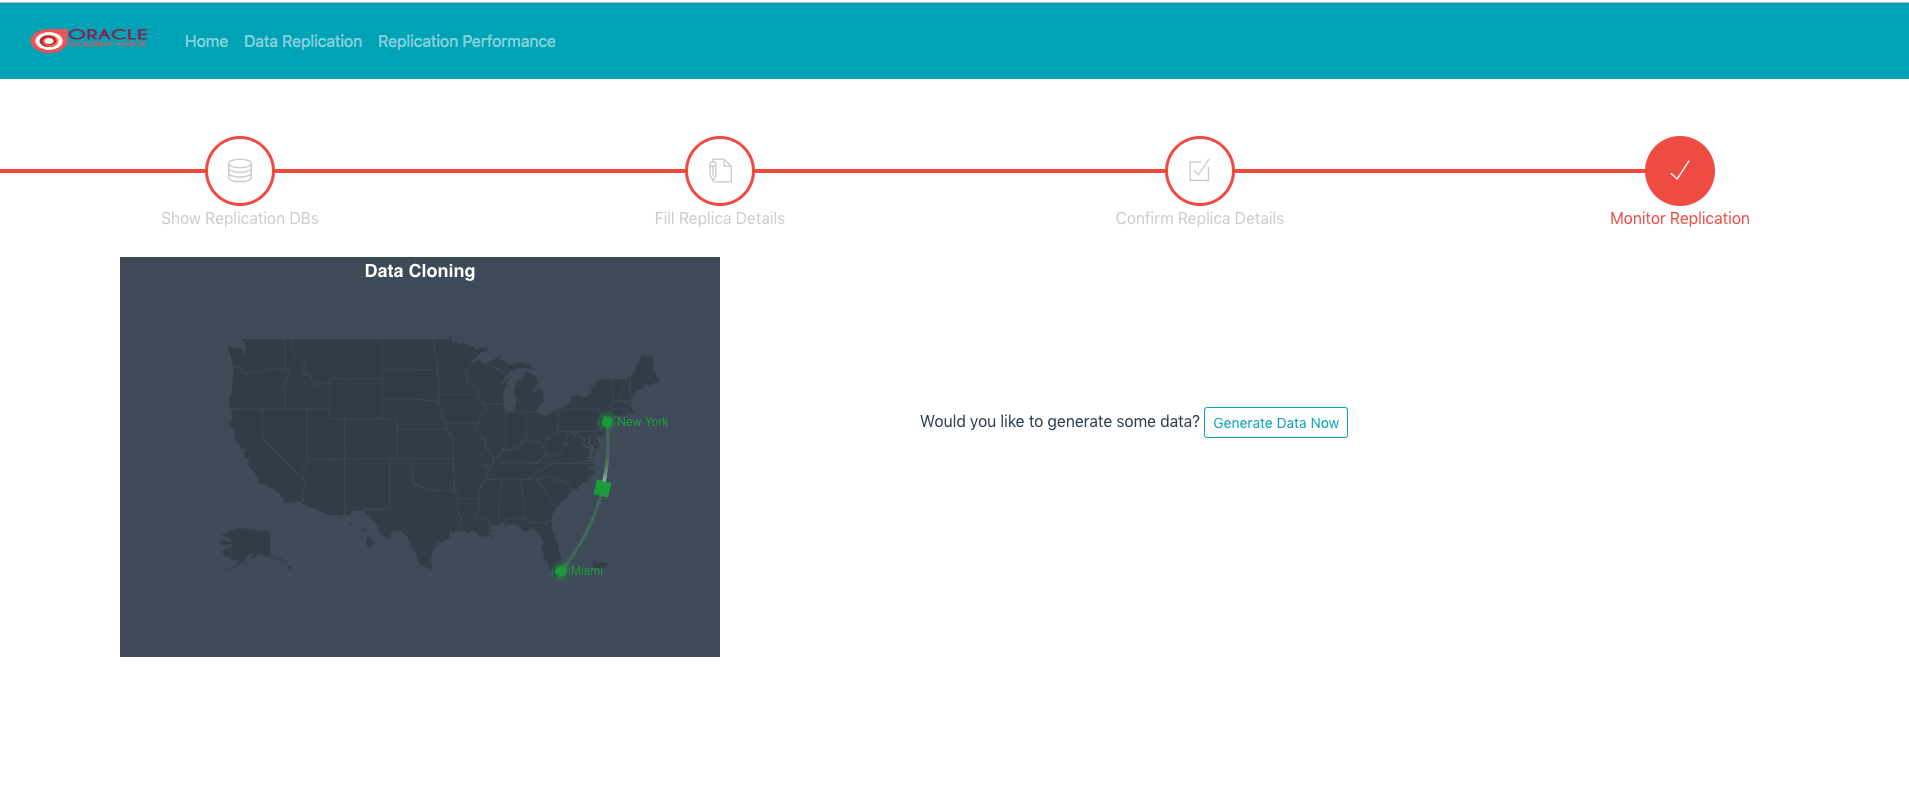 ORACLE
Home Data Replication Replication Performance
Show Replication DBs
Fill Replica Details
Confirm Replica Details
Monitor Replication
Data Cloning
New York
Miami
Would you like to generate some data? Generate Data Now